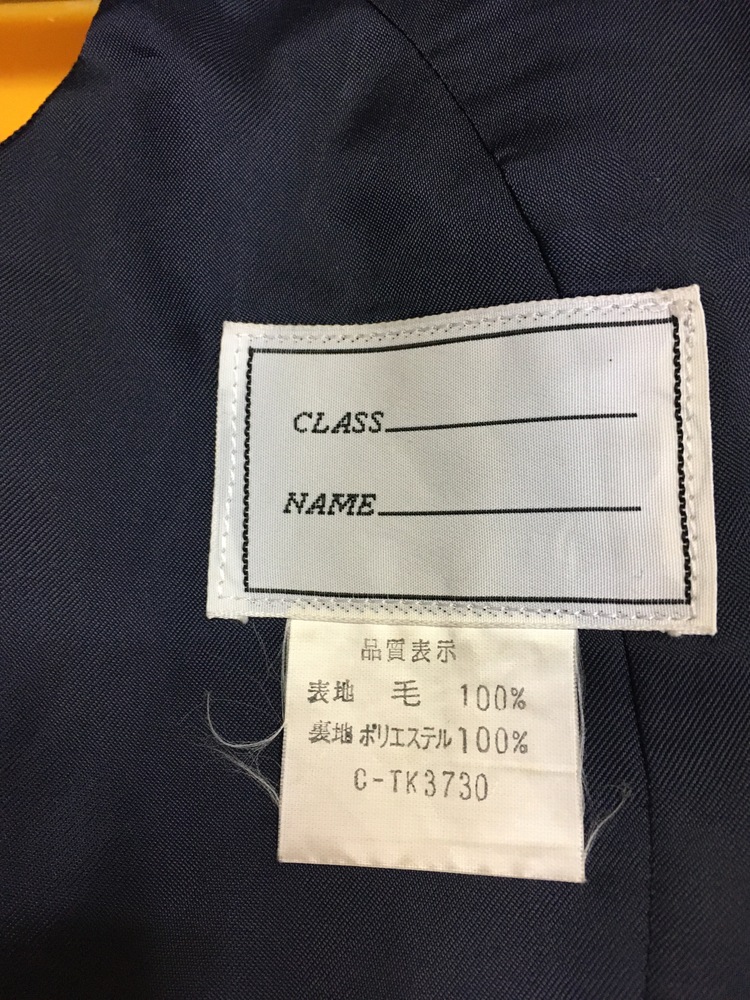 CLASS
NAME
品質表示
表地 毛 100%
裏地 ポリエステル 100%
C-TK3730